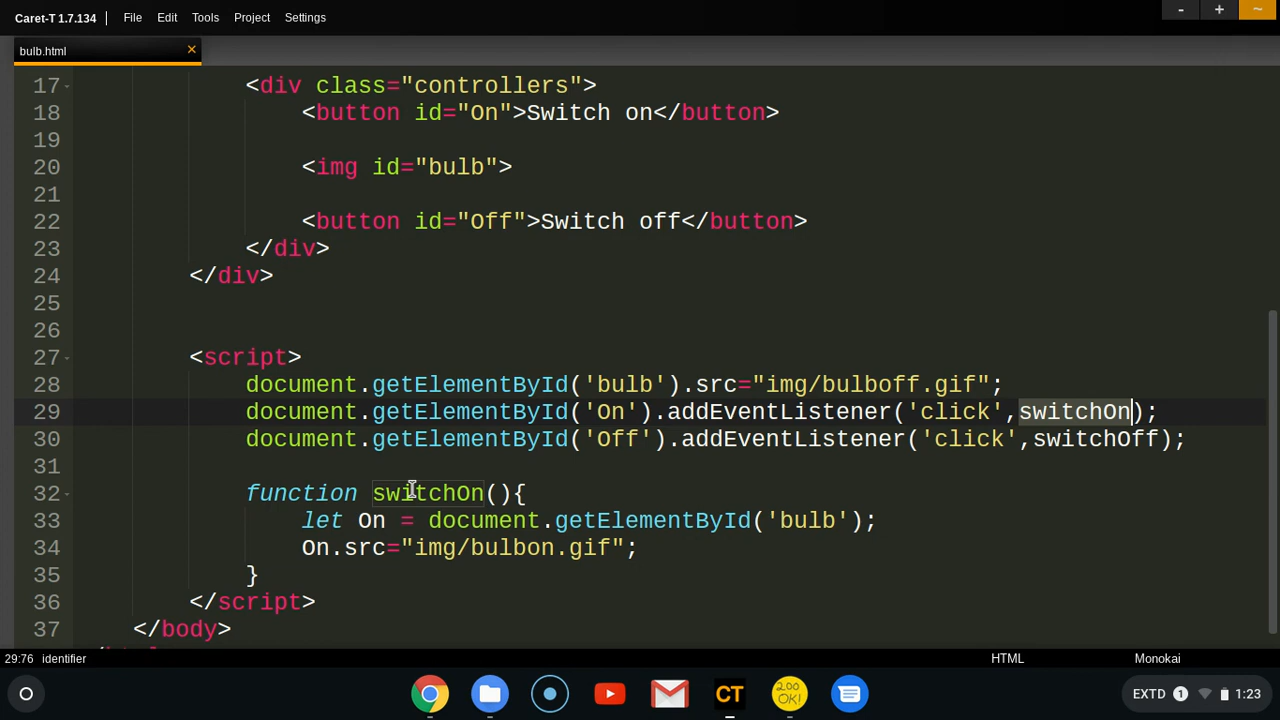 Caret-T 1.7.134 File Edit Tools Project Settings - + ~
bulb.html ×
17 <div class="controllers">
18 <button id="On">Switch on</button>
19
20 <img id="bulb">
21
22 <button id="Off">Switch off</button>
23 </div>
24 </div>
25
26
27 <script>
28 document.getElementById('bulb').src="img/bulboff.gif";
29 document.getElementById('On').addEventListener('click',switchOn);
30 document.getElementById('Off').addEventListener('click',switchOff);
31
32 function switchOn(){
33 let On = document.getElementById('bulb');
34 On.src="img/bulbon.gif";
35 }
36 </script>
37 </body>
29:76 identifier HTML Monokai
CT 200 OK! EXTD 1 1:23